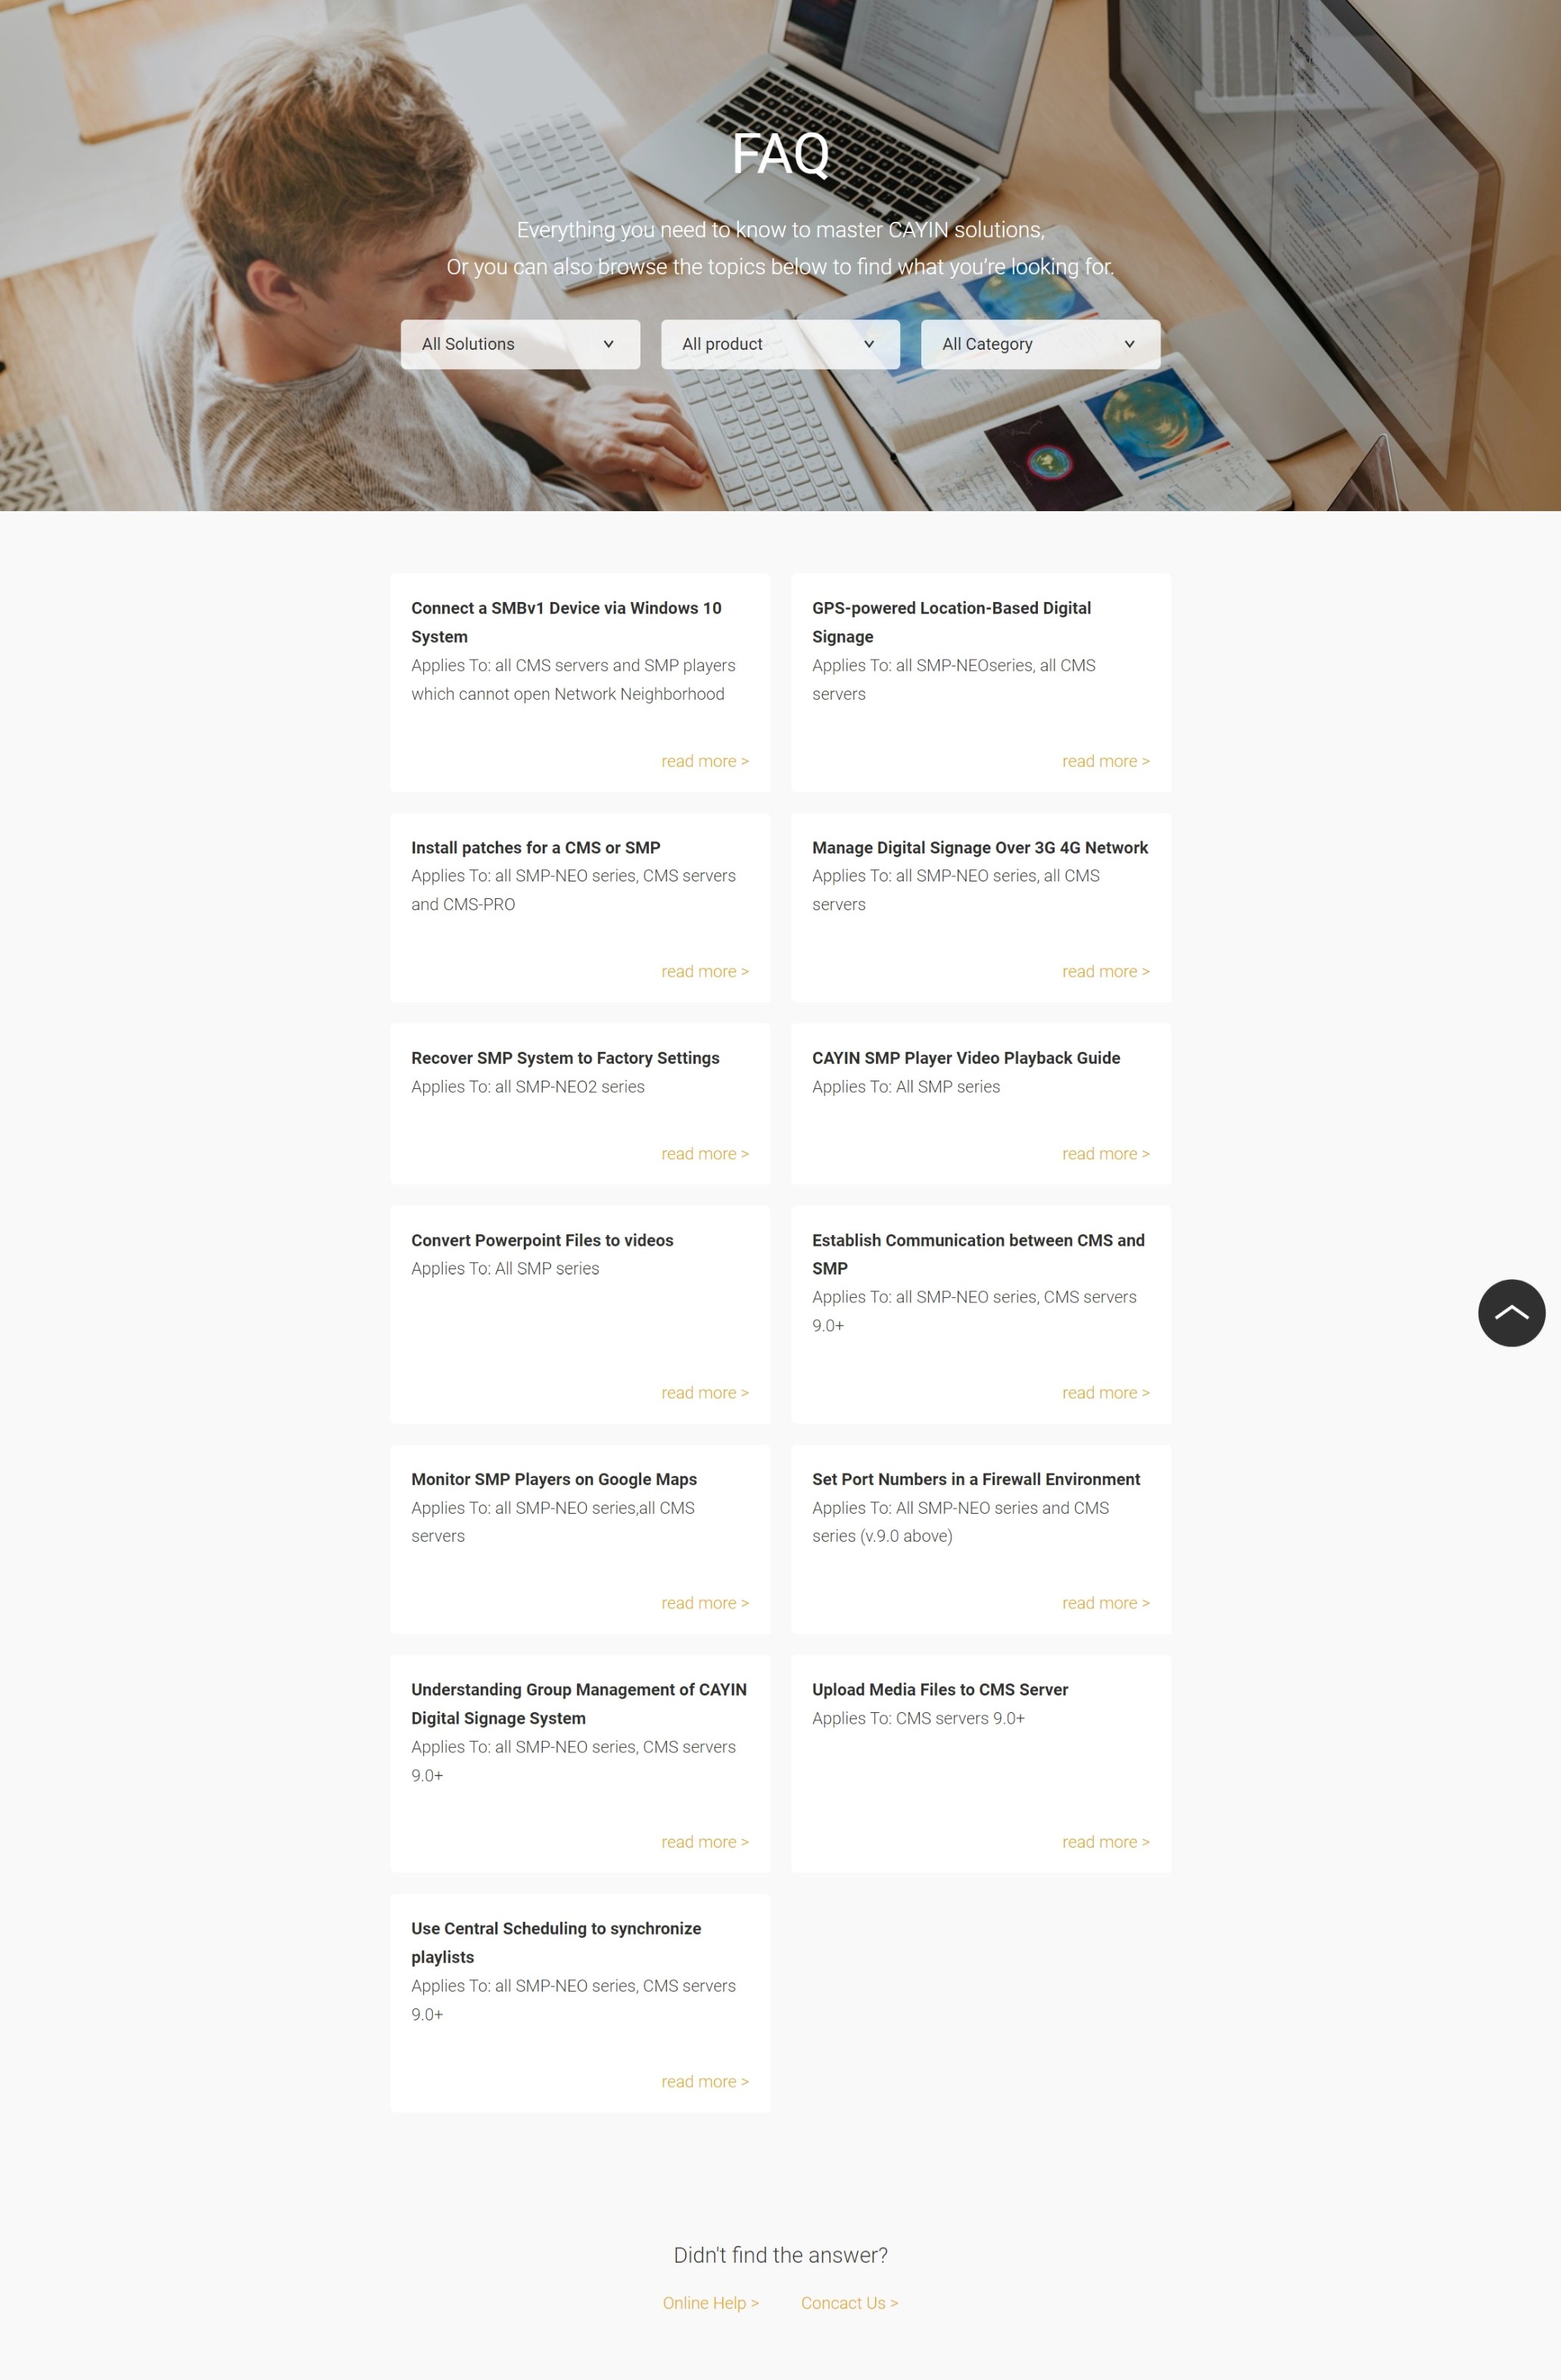 FAQ
Everything you need to know to master CAYIN solutions,
Or you can also browse the topics below to find what you're looking for.
All Solutions
All product
All Category
Connect a SMBv1 Device via Windows 10
System
Applies To: all CMS servers and SMP players
which cannot open Network Neighborhood
read more >
GPS-powered Location-Based Digital
Signage
Applies To: all SMP-NEOseries, all CMS
servers
read more >
Install patches for a CMS or SMP
Applies To: all SMP-NEO series, CMS servers
and CMS-PRO
read more >
Manage Digital Signage Over 3G 4G Network
Applies To: all SMP-NEO series, all CMS
servers
read more >
Recover SMP System to Factory Settings
Applies To: all SMP-NEO2 series
read more >
CAYIN SMP Player Video Playback Guide
Applies To: All SMP series
read more >
Convert Powerpoint Files to videos
Applies To: All SMP series
read more >
Establish Communication between CMS and
SMP
Applies To: all SMP-NEO series, CMS servers
9.0+
read more >
Monitor SMP Players on Google Maps
Applies To: all SMP-NEO series,all CMS
servers
read more >
Set Port Numbers in a Firewall Environment
Applies To: All SMP-NEO series and CMS
series (v.9.0 above)
read more >
Understanding Group Management of CAYIN
Digital Signage System
Applies To: all SMP-NEO series, CMS servers
9.0+
read more >
Upload Media Files to CMS Server
Applies To: CMS servers 9.0+
read more >
Use Central Scheduling to synchronize
playlists
Applies To: all SMP-NEO series, CMS servers
9.0+
read more >
Didn't find the answer?
Online Help >
Concact Us >